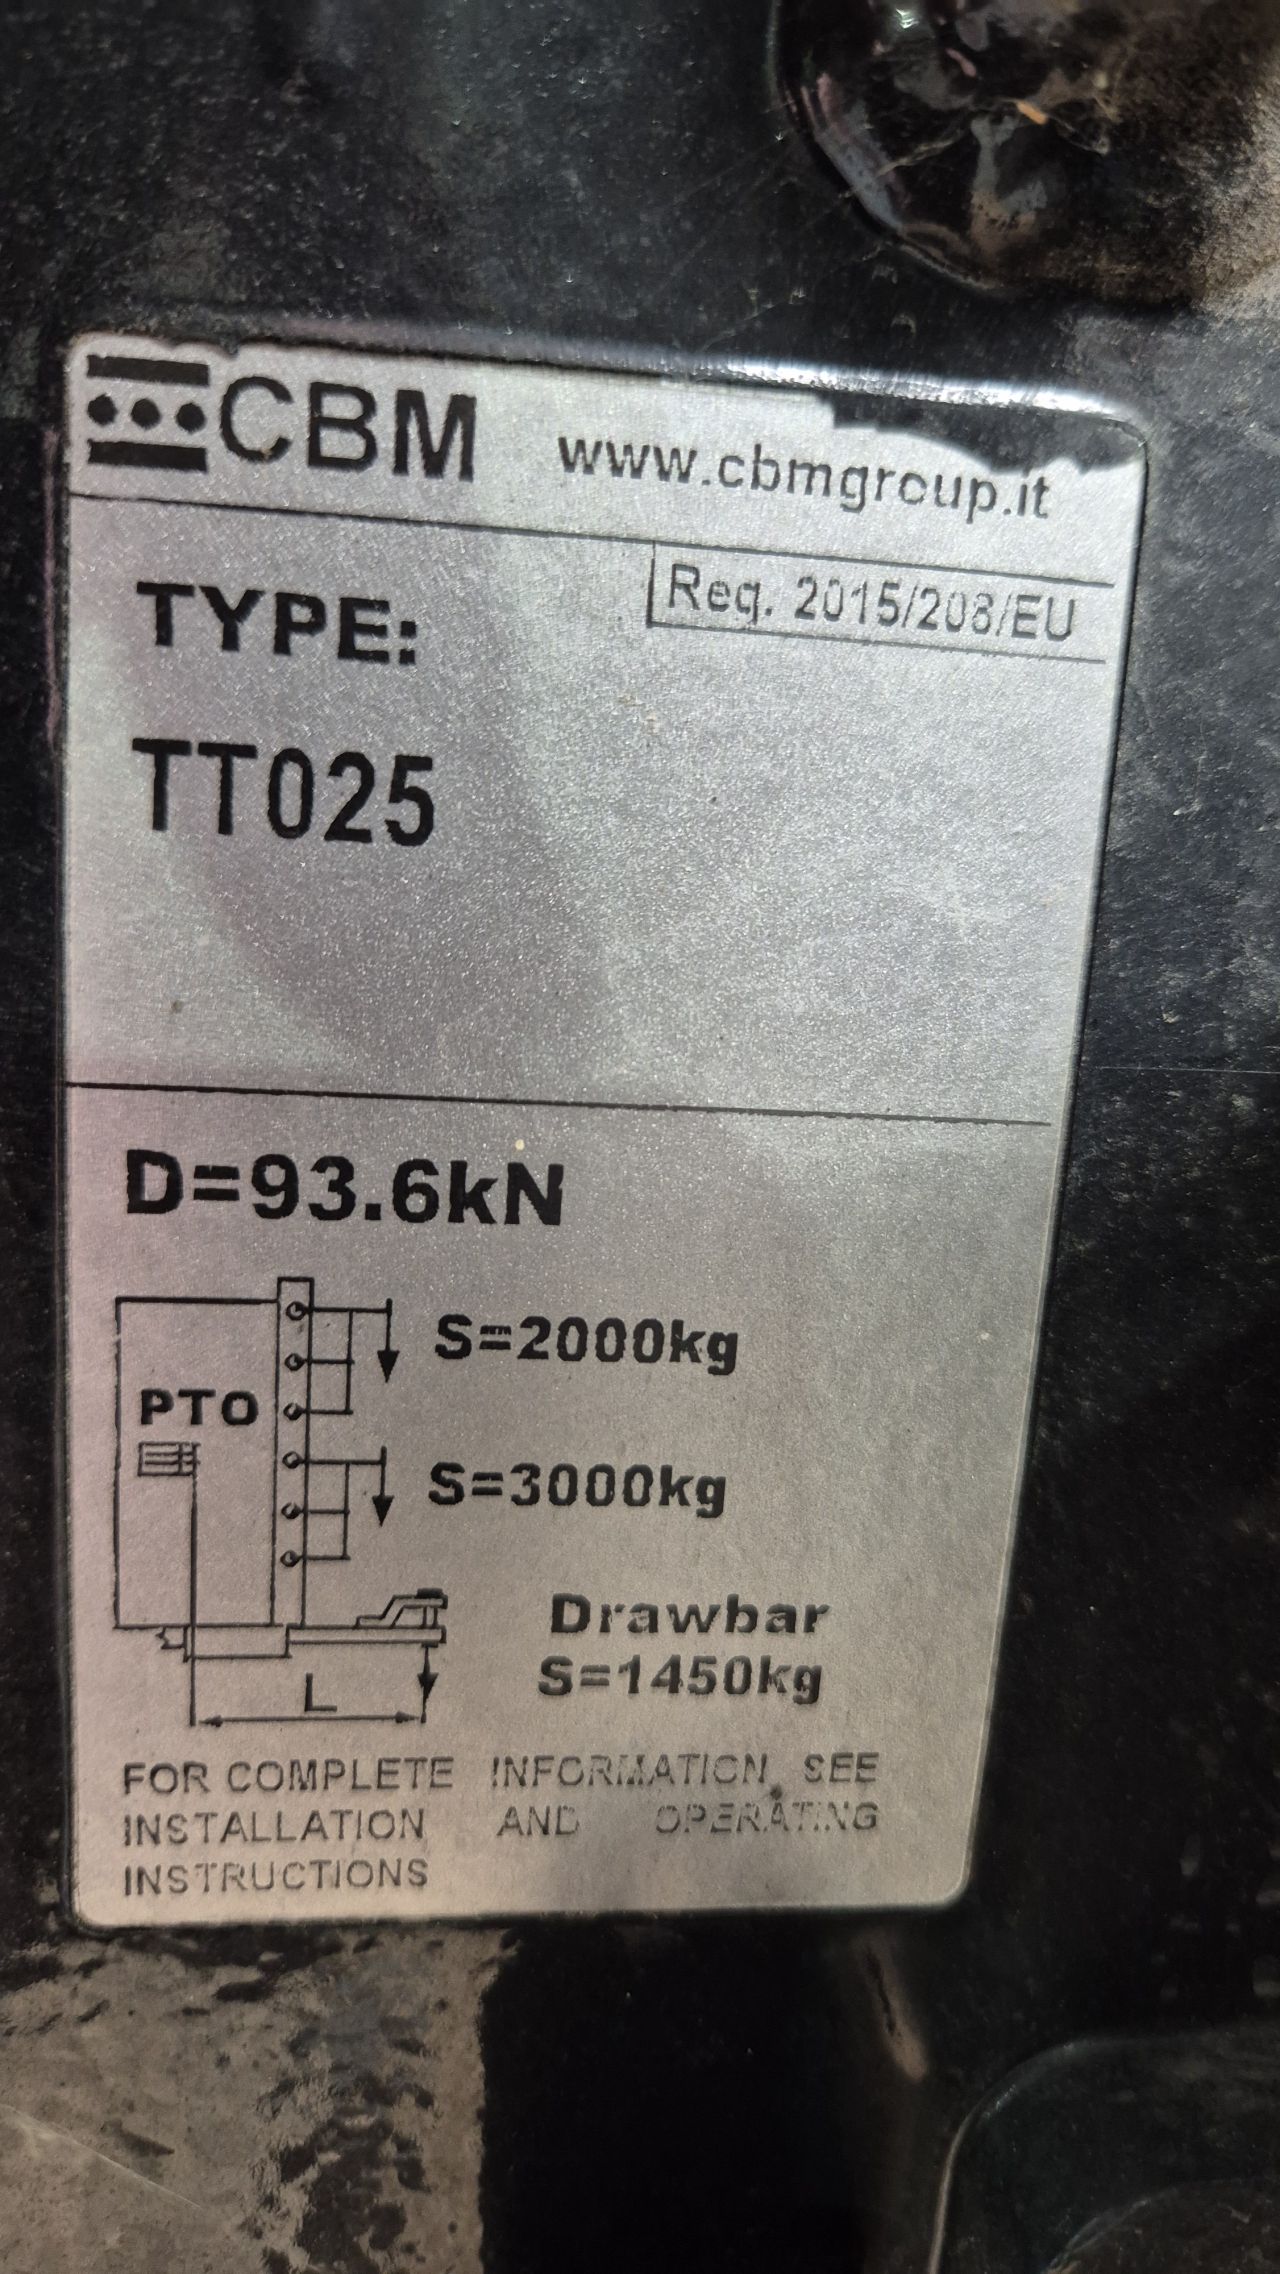 CBM www.cbmgroup.it
Req. 2015/208/EU
TYPE:
TT025
D=93.6kN
S=2000kg
PTO
S=3000kg
Drawbar
S=1450kg
L
FOR COMPLETE INFORMATION, SEE
INSTALLATION AND OPERATING
INSTRUCTIONS